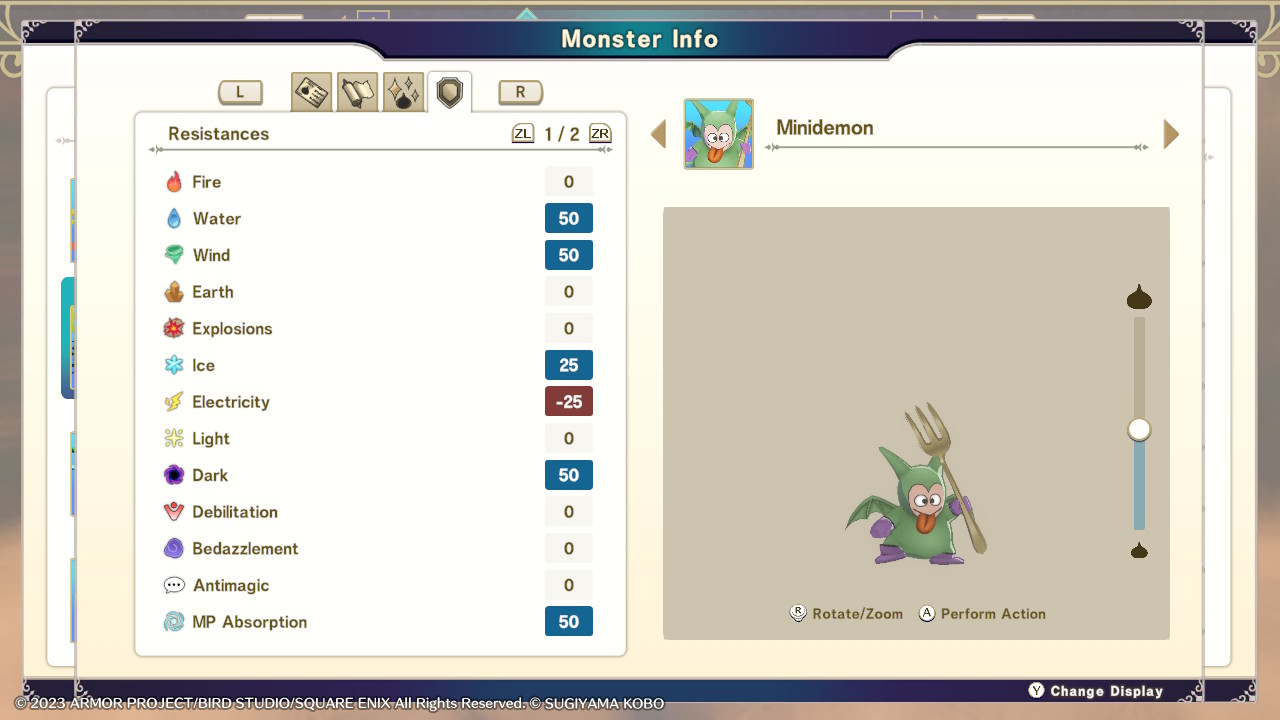 Monster Info
L R
Resistances ZL 1 / 2 ZR
Minidemon
Fire 0
Water 50
Wind 50
Earth 0
Explosions 0
Ice 25
Electricity -25
Light 0
Dark 50
Debilitation 0
Bedazzlement 0
Antimagic 0
MP Absorption 50
R Rotate/Zoom A Perform Action
Y Change Display
© 2023 ARMOR PROJECT/BIRD STUDIO/SQUARE ENIX All Rights Reserved. © SUGIYAMA KOBO